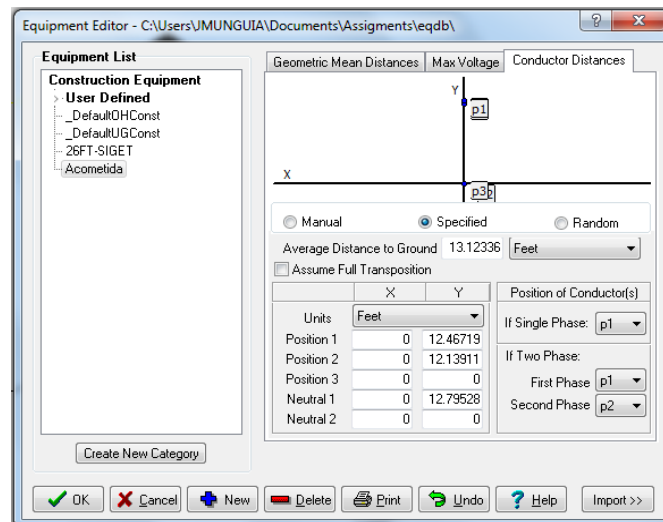 Equipment Editor - C:\Users\JMUNGUIA\Documents\Assigments\eqdb\
Equipment List
Construction Equipment
User Defined
_DefaultOHConst
_DefaultUGConst
26FT-SIGET
Acometida
Create New Category
Geometric Mean Distances
Max Voltage
Conductor Distances
Y
p1
X
p3
2
Manual
Specified
Random
Average Distance to Ground 13.12336 Feet
Assume Full Transposition
X Y
Units Feet
Position 1 0 12.46719
Position 2 0 12.13911
Position 3 0 0
Neutral 1 0 12.79528
Neutral 2 0 0
Position of Conductor(s)
If Single Phase: p1
If Two Phase:
First Phase p1
Second Phase p2
OK
Cancel
New
Delete
Print
Undo
Help
Import >>